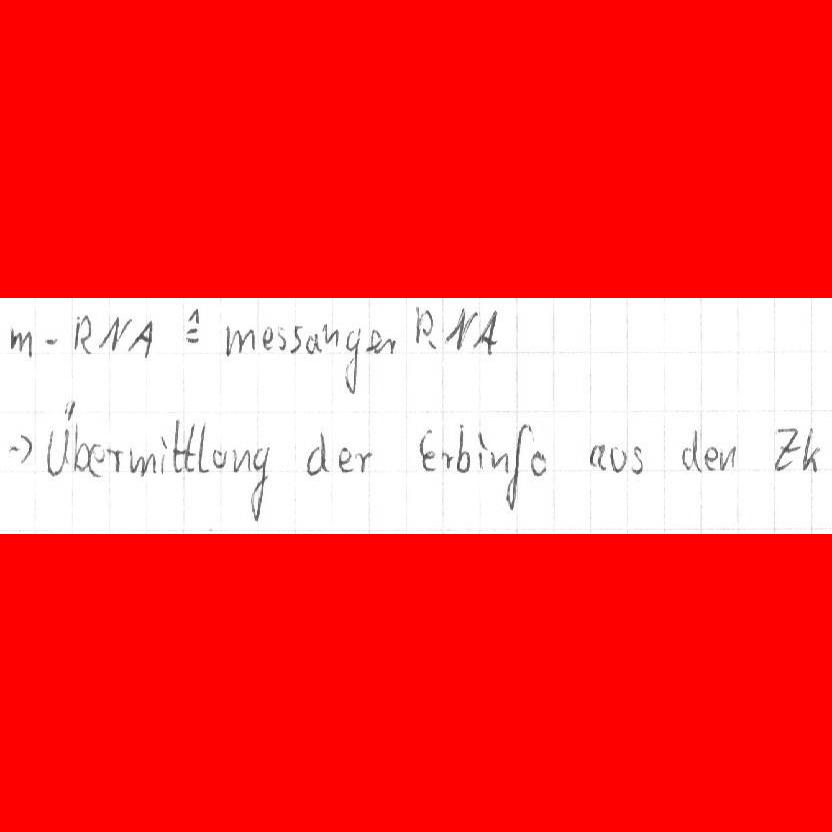 m-RNA ≙ messanger RNA
-> Übermittlung der Erbinfo aus den Zk